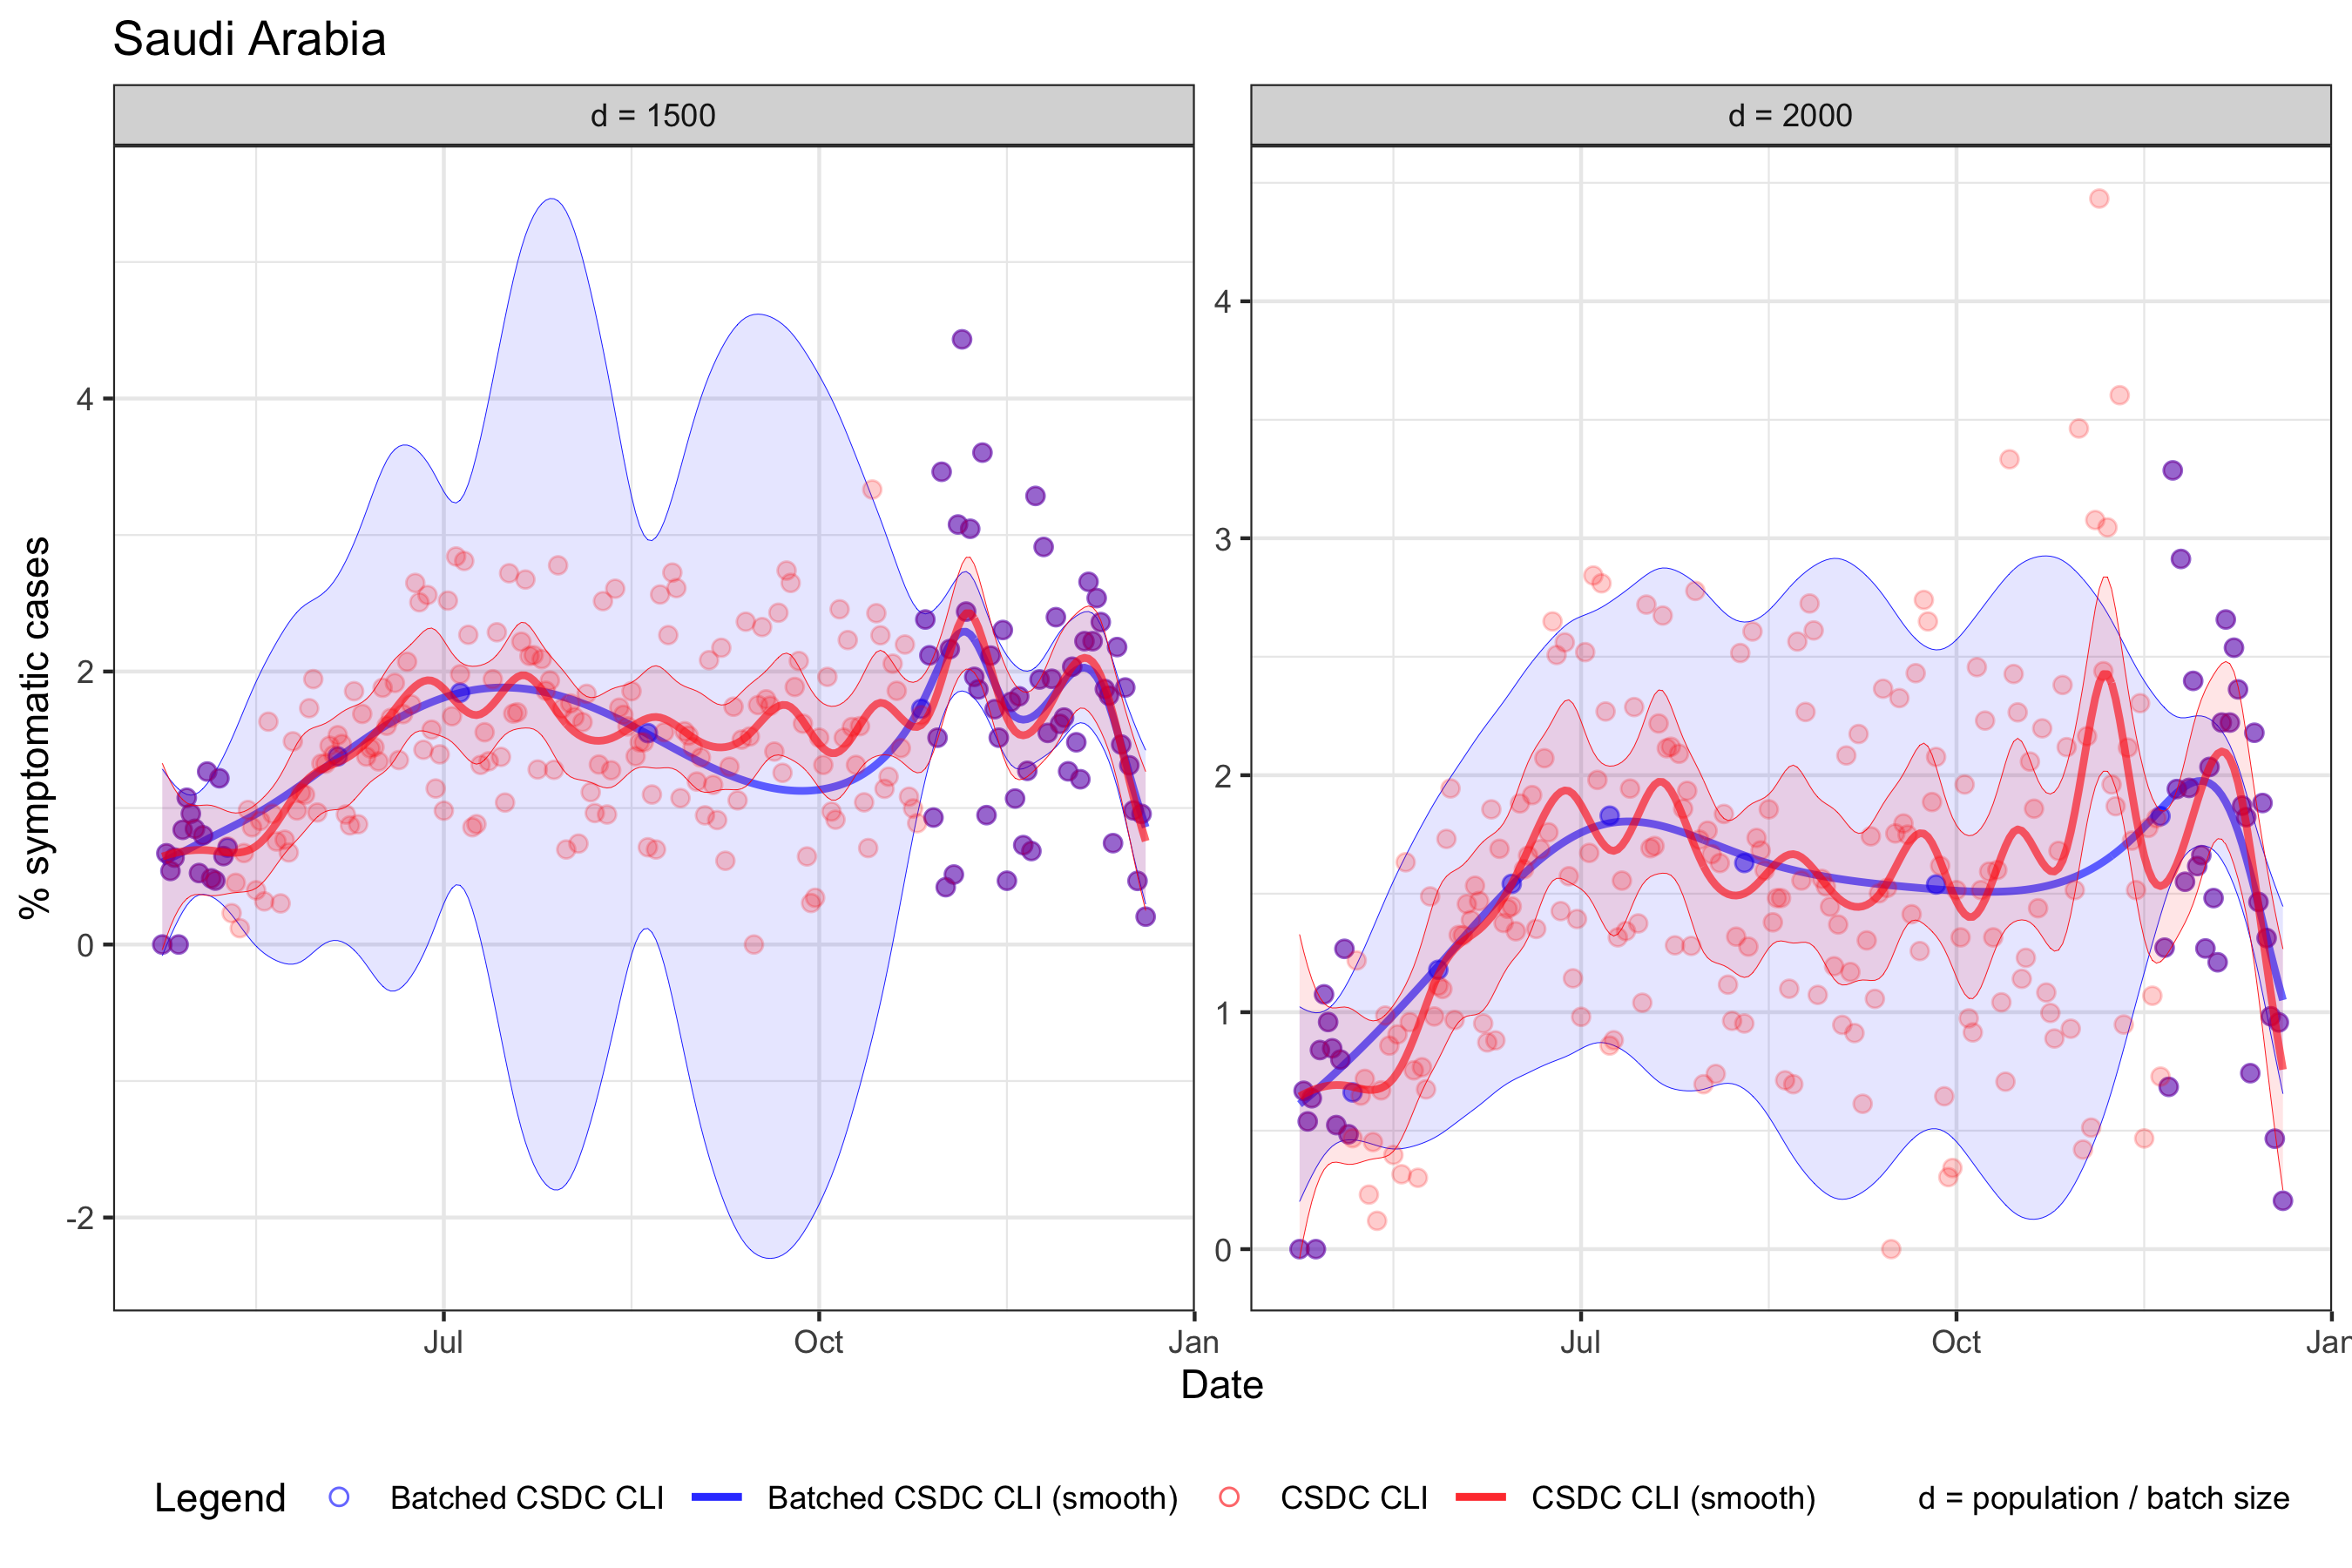 Saudi Arabia
d = 1500
d = 2000
% symptomatic cases
4
2
0
-2
4
3
2
1
0
Jul
Oct
Jan
Jul
Oct
Jan
Date
Legend
Batched CSDC CLI
Batched CSDC CLI (smooth)
CSDC CLI
CSDC CLI (smooth)
d = population / batch size